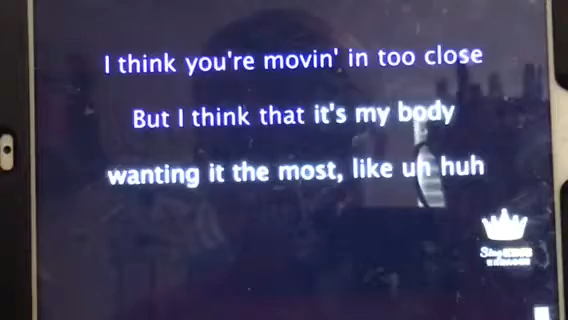 I think you're movin' in too close
But I think that it's my body
wanting it the most, like uh huh